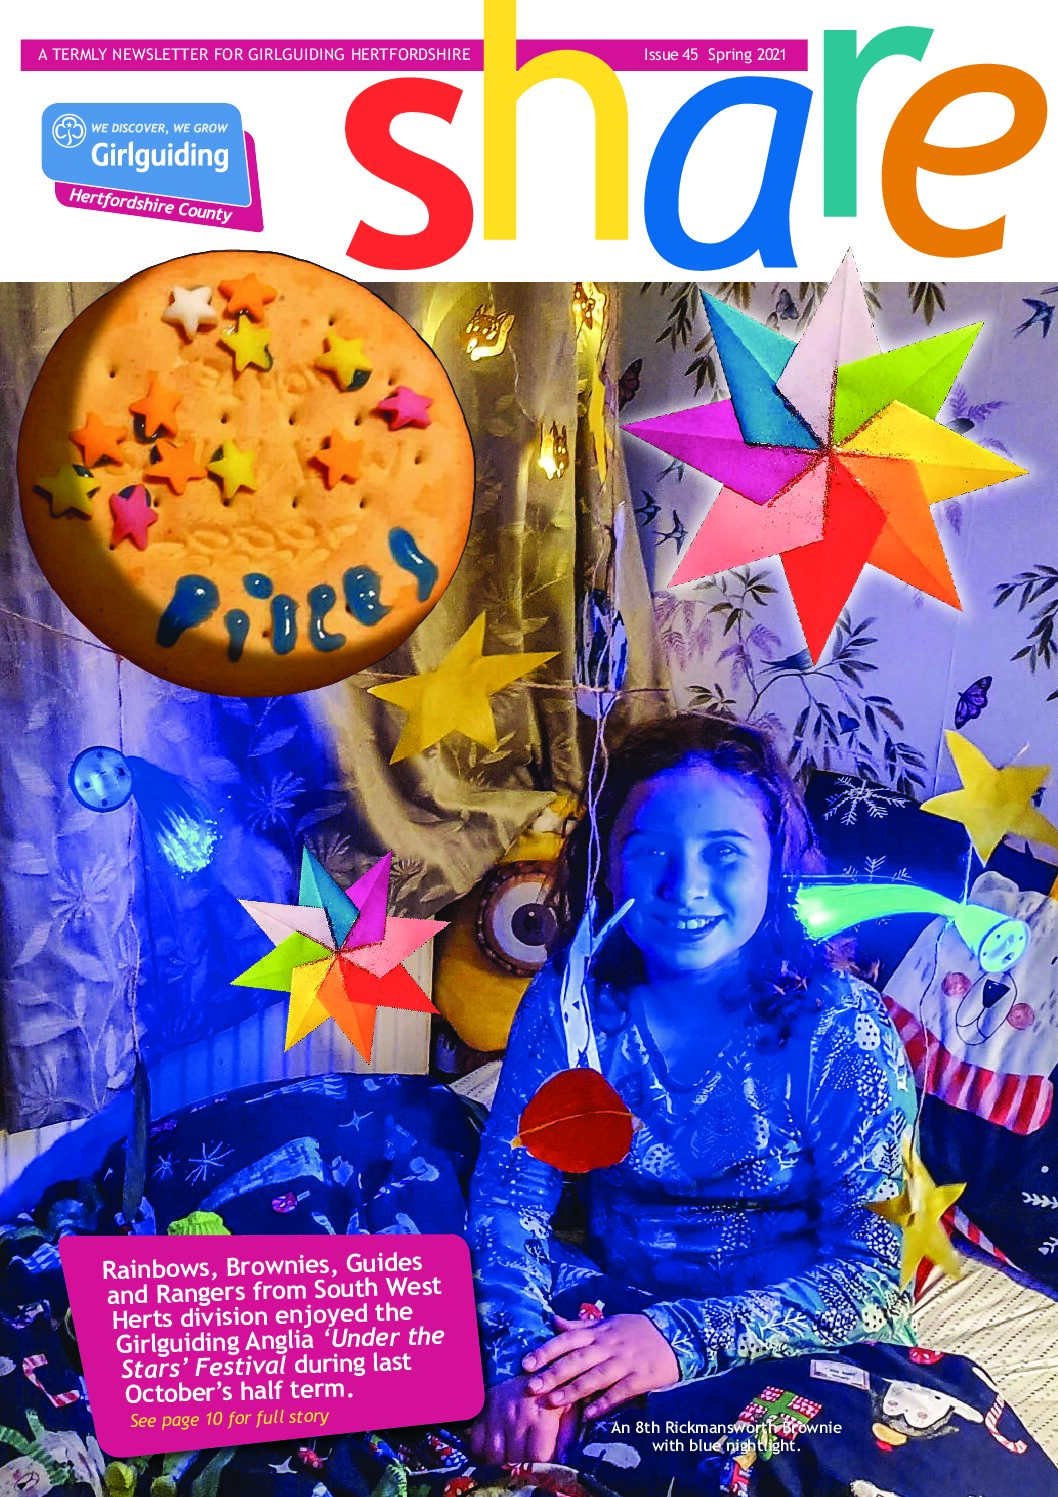 A TERMLY NEWSLETTER FOR GIRLGUIDING HERTFORDSHIRE
Issue 45 Spring 2021
share
WE DISCOVER, WE GROW
Girlguiding
Hertfordshire County
Pisces
Rainbows, Brownies, Guides
and Rangers from South West
Herts division enjoyed the
Girlguiding Anglia ‘Under the
Stars’ Festival during last
October’s half term.
See page 10 for full story
An 8th Rickmansworth Brownie
with blue nightlight.